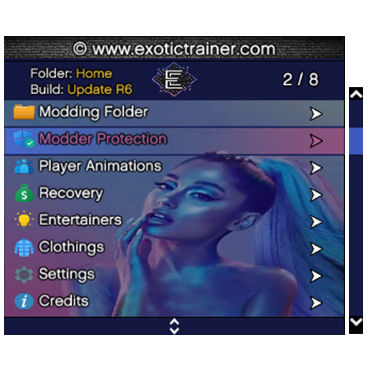 © www.exotictrainer.com
Folder: Home
Build: Update R6
E
2 / 8
Modding Folder
Modder Protection
Player Animations
$ Recovery
Entertainers
Clothings
Settings
i Credits